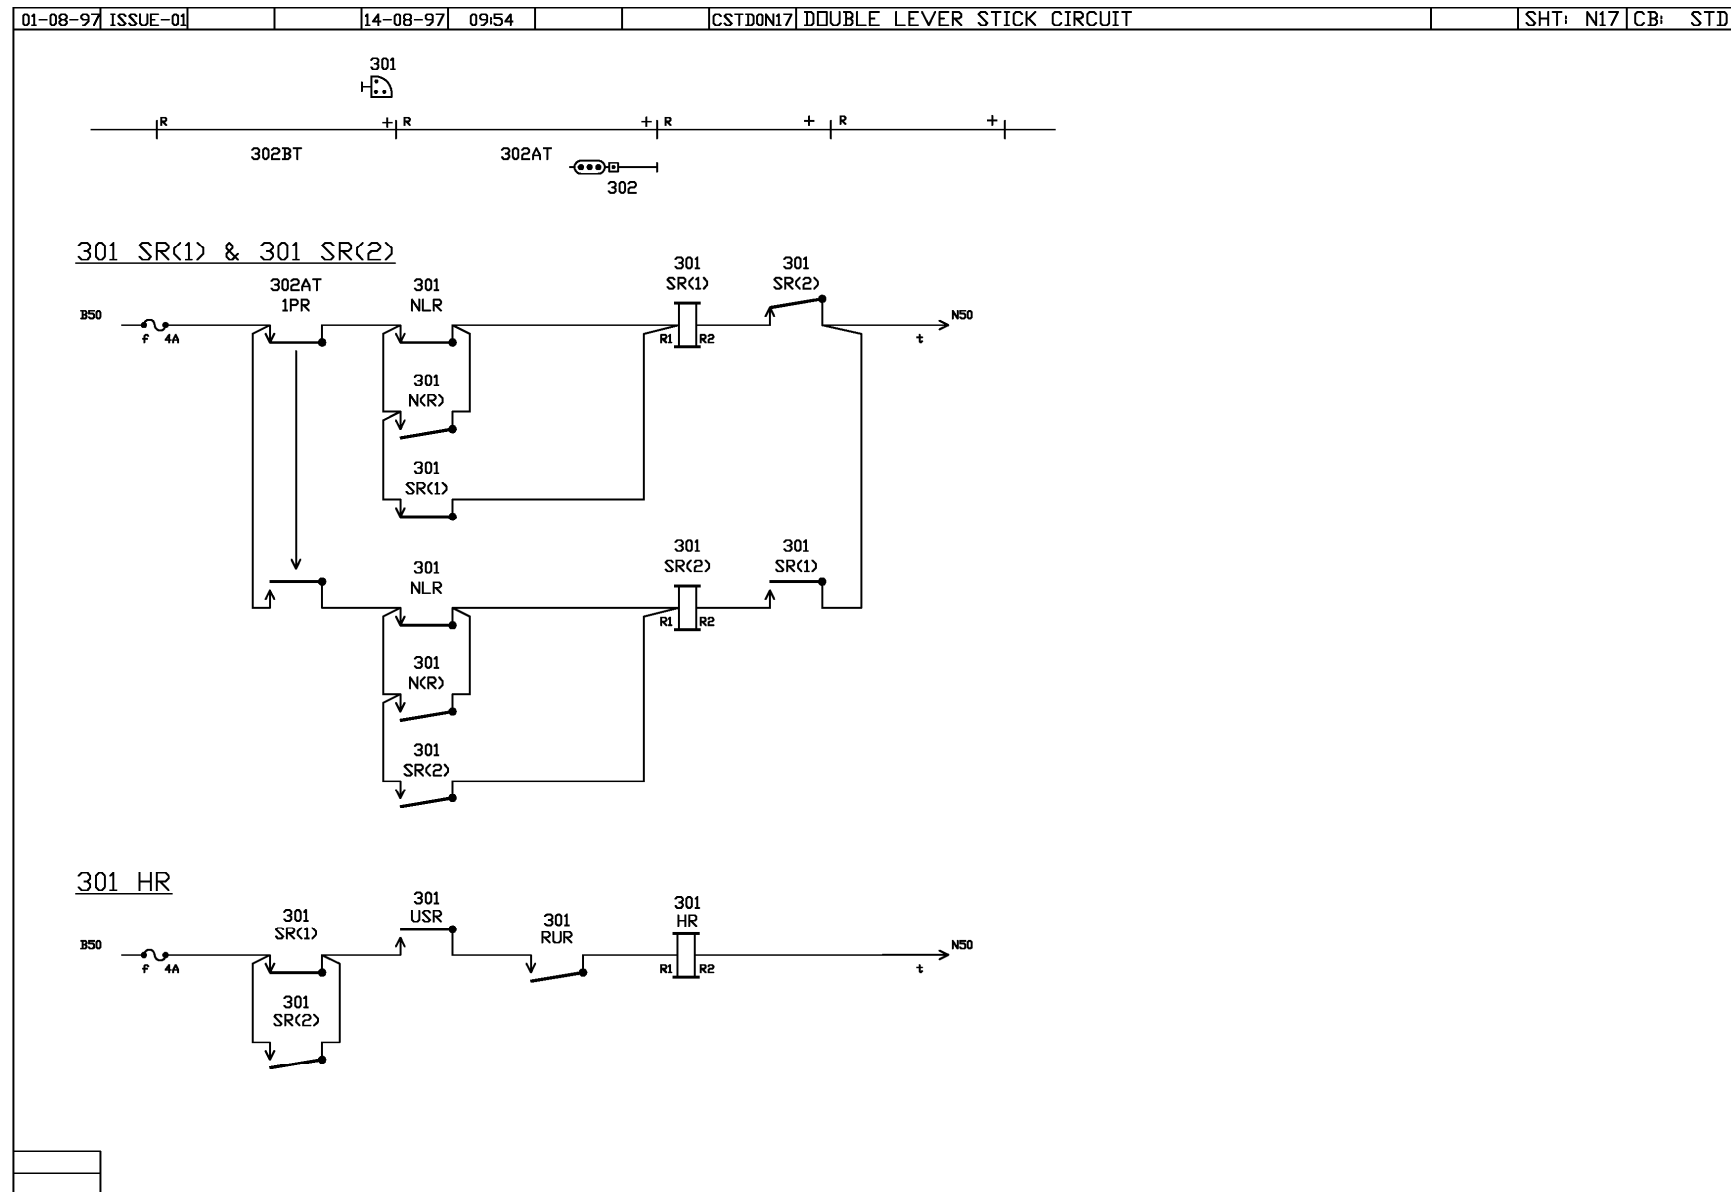 01-08-97 ISSUE-01 14-08-97 09:54 CSTD0N17 DOUBLE LEVER STICK CIRCUIT SHT: N17 CB: STD
301
R + R + R + R +
302BT 302AT
302
301 SR(1) & 301 SR(2)
302AT 301 301 301
1PR NLR SR(1) SR(2)
B50 N50
f 4A R1 R2 t
301
N(R)
301
SR(1)
301 301
301 SR(2) SR(1)
NLR
R1 R2
301
N(R)
301
SR(2)
301 HR
301 301 301 301
SR(1) USR RUR HR
B50 N50
f 4A R1 R2 t
301
SR(2)